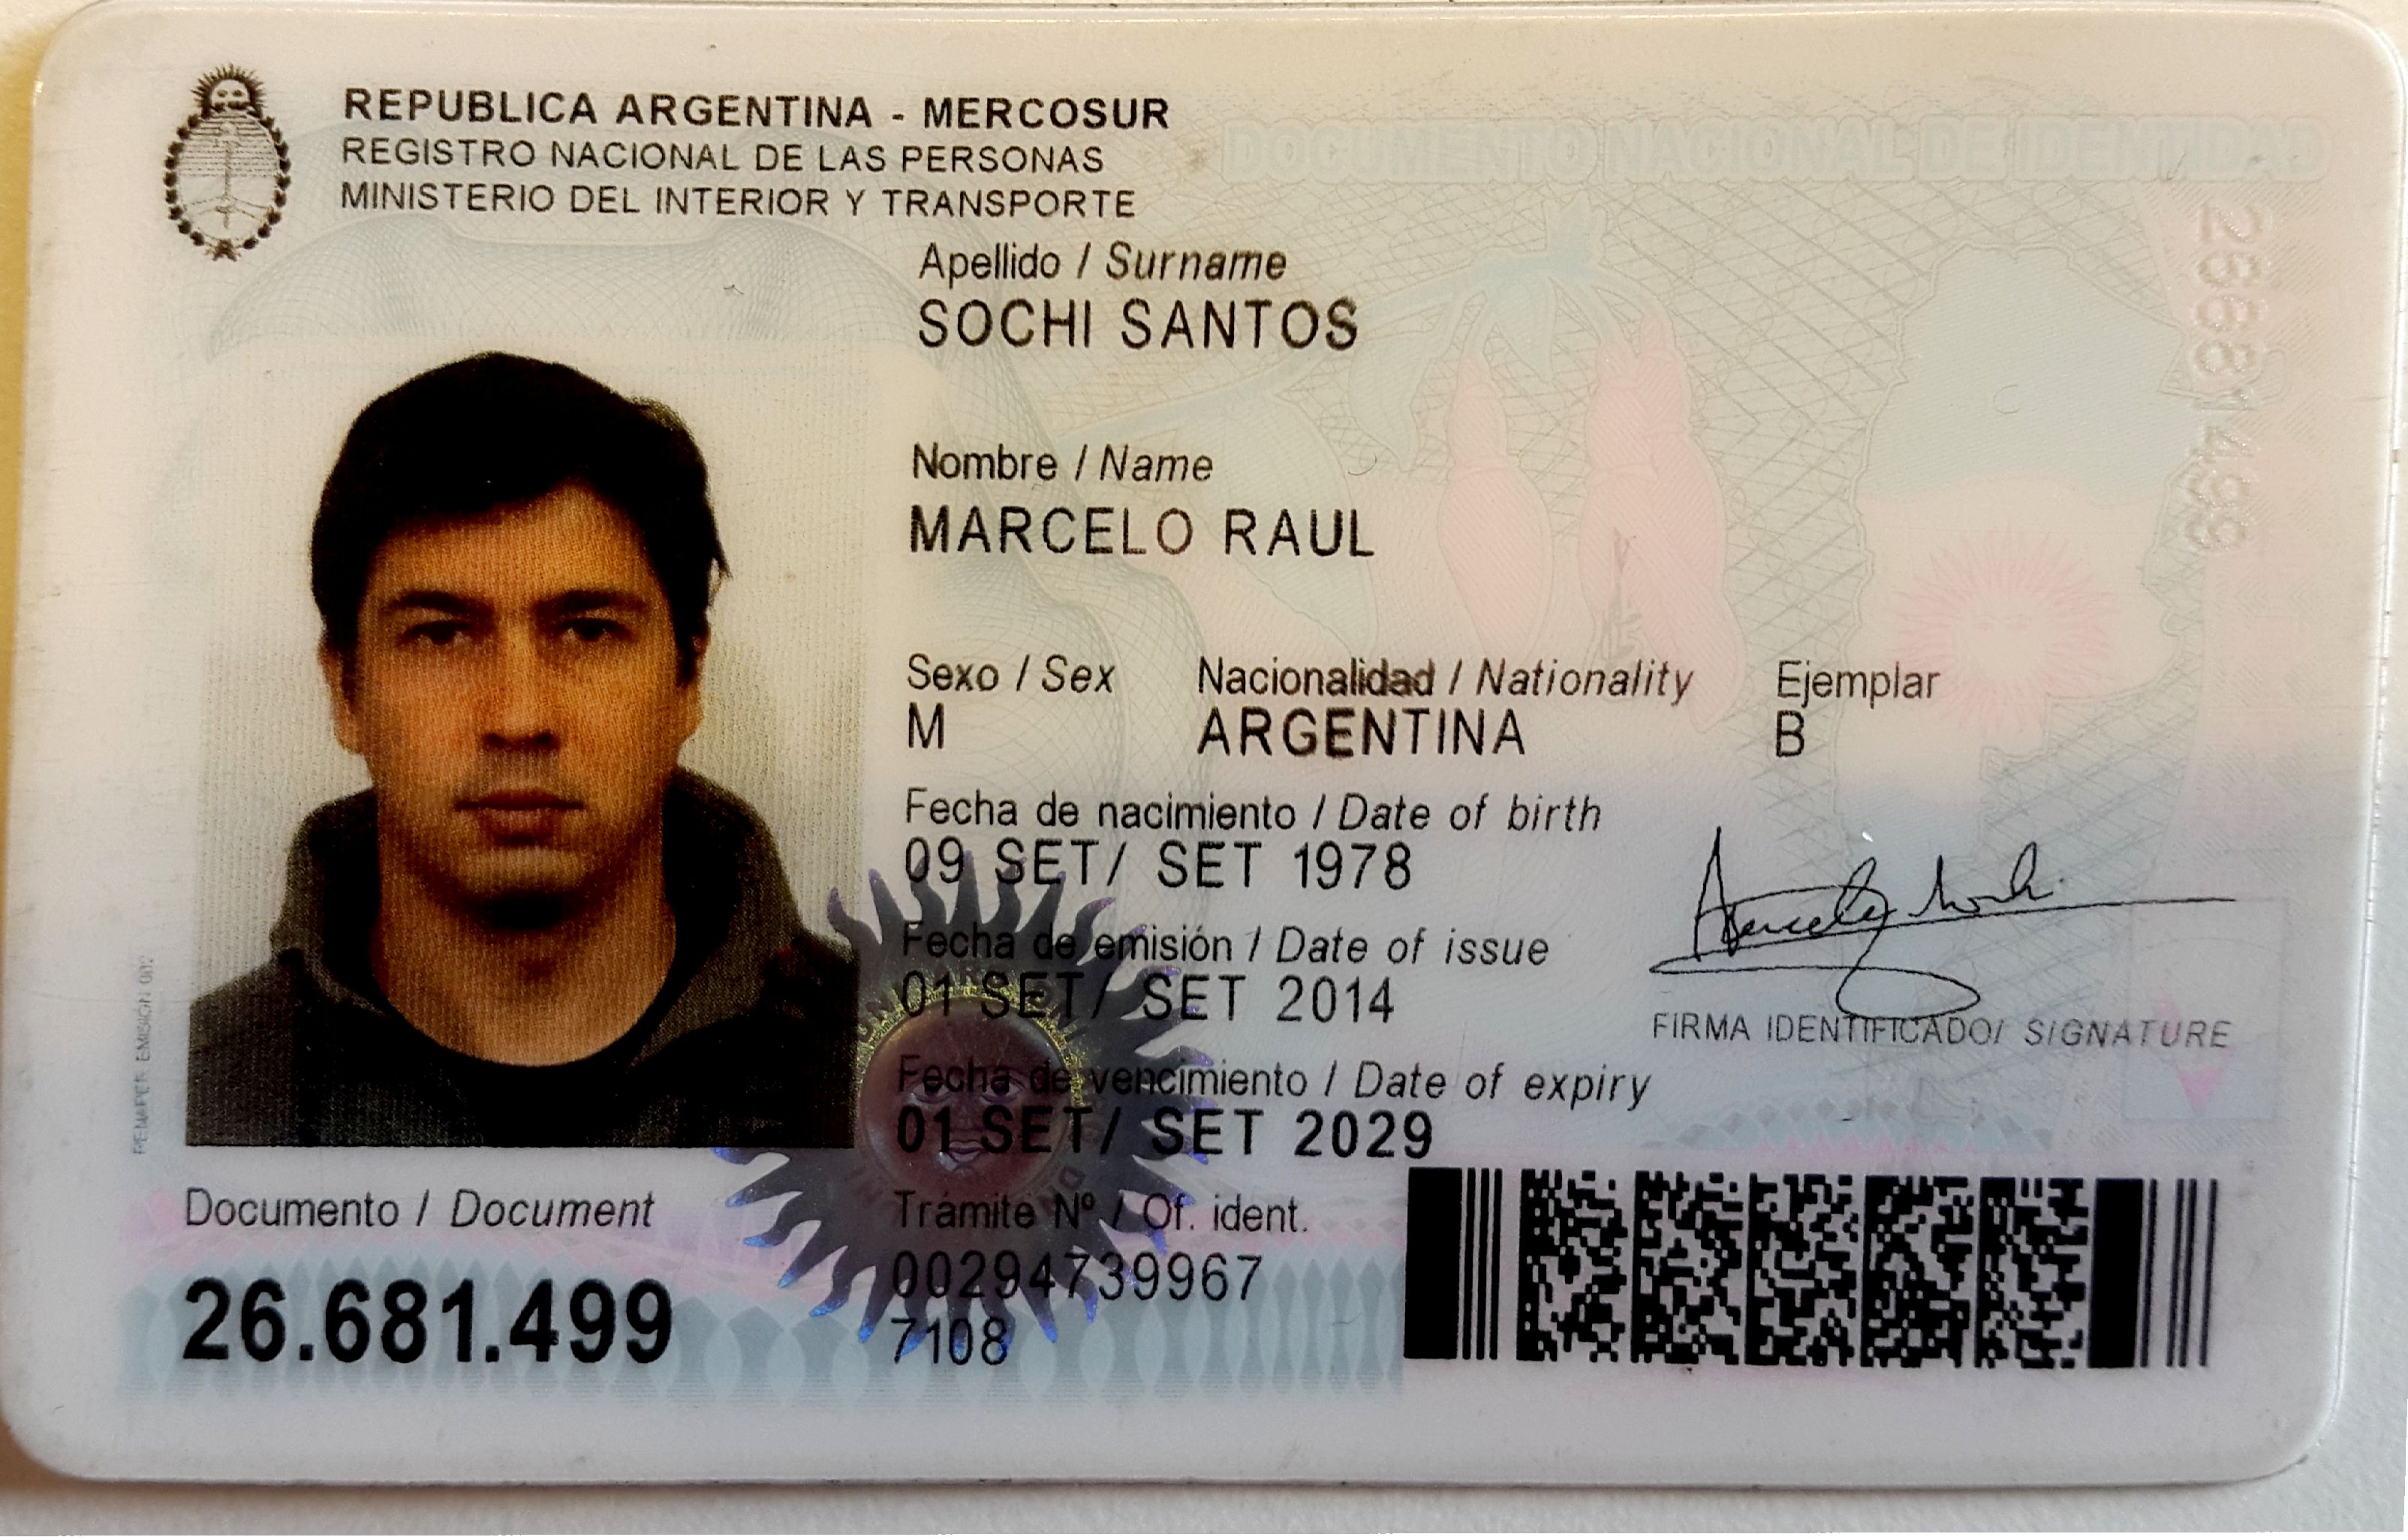 REPUBLICA ARGENTINA - MERCOSUR
REGISTRO NACIONAL DE LAS PERSONAS
MINISTERIO DEL INTERIOR Y TRANSPORTE
DOCUMENTO NACIONAL DE IDENTIDAD
Apellido / Surname
SOCHI SANTOS
Nombre / Name
MARCELO RAUL
Sexo / Sex Nacionalidad / Nationality Ejemplar
M ARGENTINA B
Fecha de nacimiento / Date of birth
09 SET/ SET 1978
Fecha de emisión / Date of issue
01 SET/ SET 2014
Fecha de vencimiento / Date of expiry
01 SET/ SET 2029
FIRMA IDENTIFICADO/ SIGNATURE
Trámite Nº / Of. ident.
00294739967
7108
Documento / Document
26.681.499
26681499